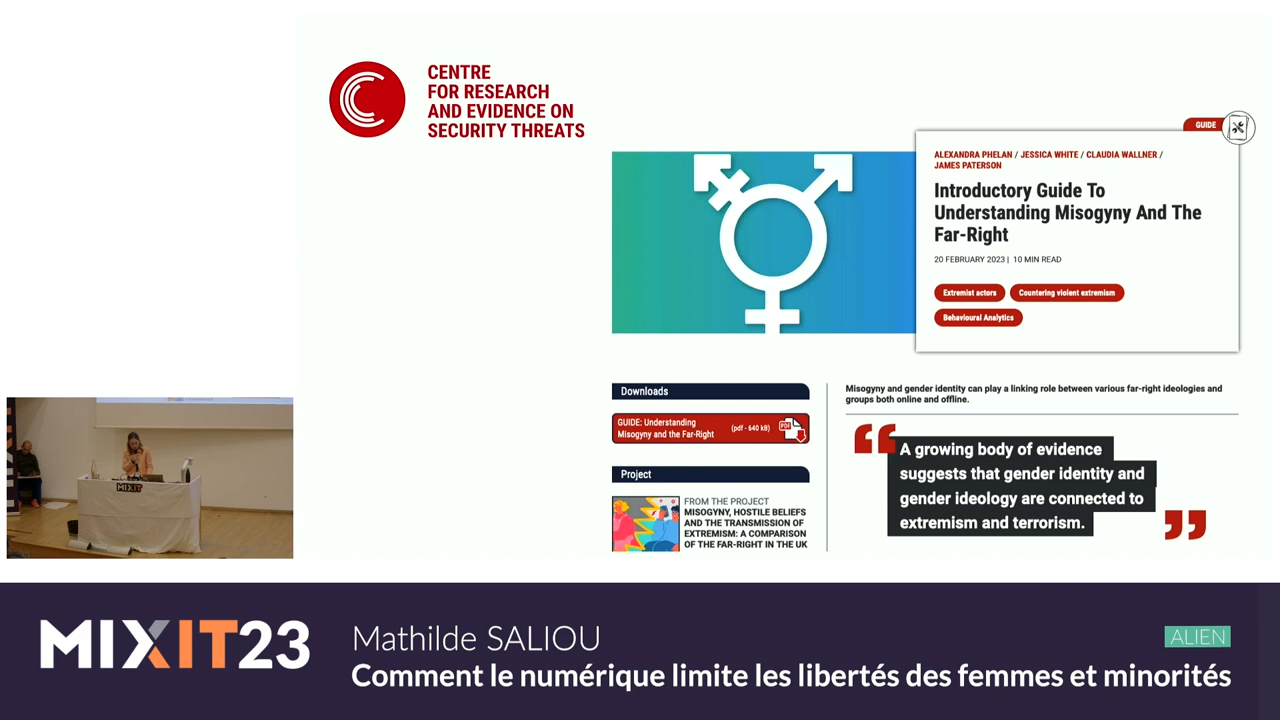 CENTRE
FOR RESEARCH
AND EVIDENCE ON
SECURITY THREATS
GUIDE
ALEXANDRA PHELAN / JESSICA WHITE / CLAUDIA WALLNER /
JAMES PATERSON
Introductory Guide To
Understanding Misogyny And The
Far-Right
20 FEBRUARY 2023 | 10 MIN READ
Extremist actors
Countering violent extremism
Behavioural Analytics
Downloads
GUIDE: Understanding
Misogyny and the Far-Right
(pdf - 640 kB)
PDF
Project
FROM THE PROJECT
MISOGYNY, HOSTILE BELIEFS
AND THE TRANSMISSION OF
EXTREMISM: A COMPARISON
OF THE FAR-RIGHT IN THE UK
Misogyny and gender identity can play a linking role between various far-right ideologies and
groups both online and offline.
“ A growing body of evidence
suggests that gender identity and
gender ideology are connected to
extremism and terrorism. ”
MIXIT
MIXIT23
Mathilde SALIOU
ALIEN
Comment le numérique limite les libertés des femmes et minorités